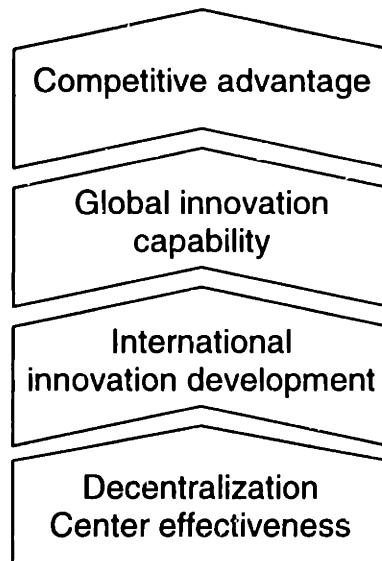 Competitive advantage
Global innovation
capability
International
innovation development
Decentralization
Center effectiveness